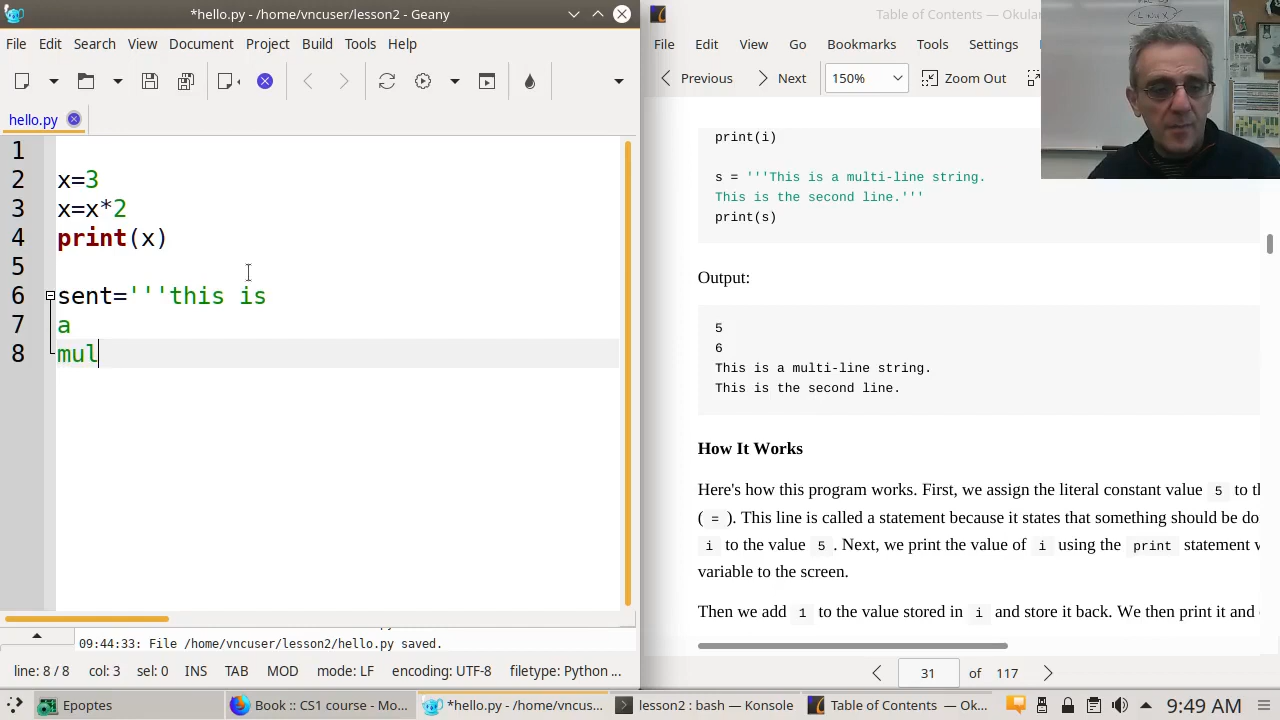 *hello.py - /home/vncuser/lesson2 - Geany
File Edit Search View Document Project Build Tools Help
hello.py
1
2 x=3
3 x=x*2
4 print(x)
5
6 sent='''this is
7 a
8 mul
09:44:33: File /home/vncuser/lesson2/hello.py saved.
line: 8 / 8 col: 3 sel: 0 INS TAB MOD mode: LF encoding: UTF-8 filetype: Python ...
Table of Contents — Okular
File Edit View Go Bookmarks Tools Settings
Previous Next 150% Zoom Out
print(i)
s = '''This is a multi-line string.
This is the second line.'''
print(s)
Output:
5
6
This is a multi-line string.
This is the second line.
How It Works
Here's how this program works. First, we assign the literal constant value 5 to th
( = ). This line is called a statement because it states that something should be do
i to the value 5 . Next, we print the value of i using the print statement w
variable to the screen.
Then we add 1 to the value stored in i and store it back. We then print it and
31 of 117
Epoptes
Book :: CS1 course - Mo...
*hello.py - /home/vncuser...
lesson2 : bash — Konsole
Table of Contents — Ok...
9:49 AM